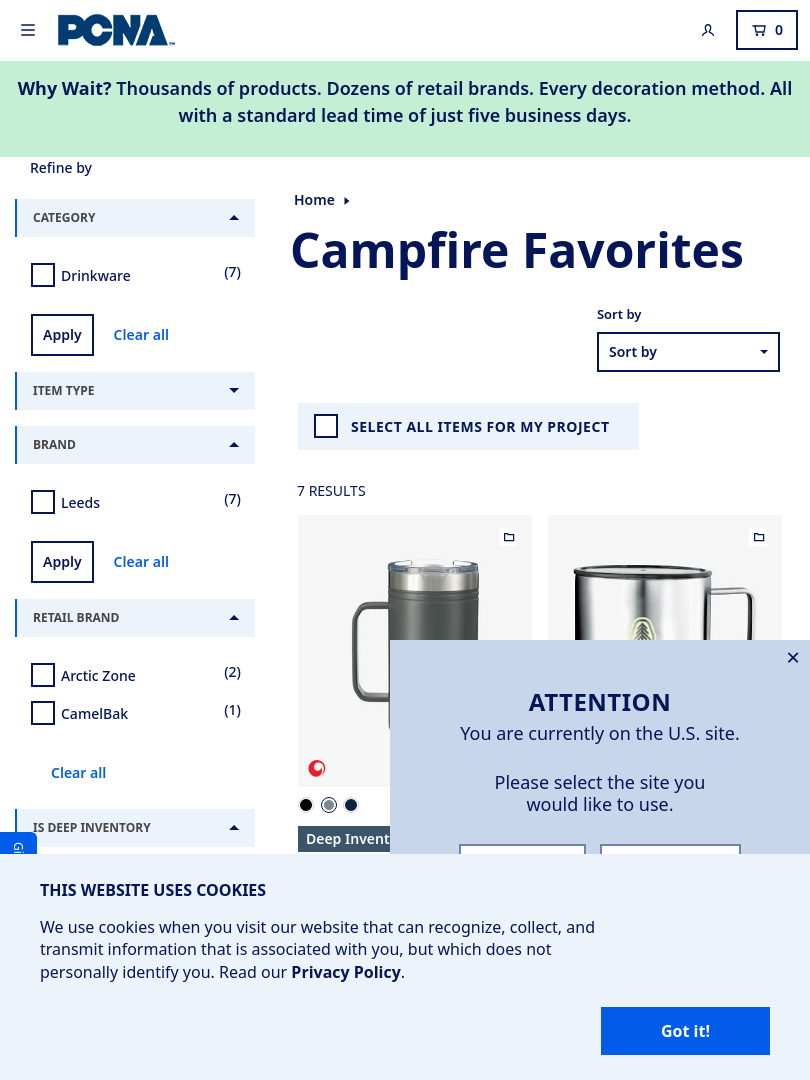 PCNA
0
Why Wait? Thousands of products. Dozens of retail brands. Every decoration method. All
with a standard lead time of just five business days.
Refine by
CATEGORY
Drinkware
(7)
Apply
Clear all
ITEM TYPE
BRAND
Leeds
(7)
Apply
Clear all
RETAIL BRAND
Arctic Zone
(2)
CamelBak
(1)
Clear all
IS DEEP INVENTORY
Home
Campfire Favorites
Sort by
Sort by
SELECT ALL ITEMS FOR MY PROJECT
7 RESULTS
Deep Invent
ATTENTION
You are currently on the U.S. site.
Please select the site you
would like to use.
THIS WEBSITE USES COOKIES
We use cookies when you visit our website that can recognize, collect, and
transmit information that is associated with you, but which does not
personally identify you. Read our Privacy Policy.
Got it!